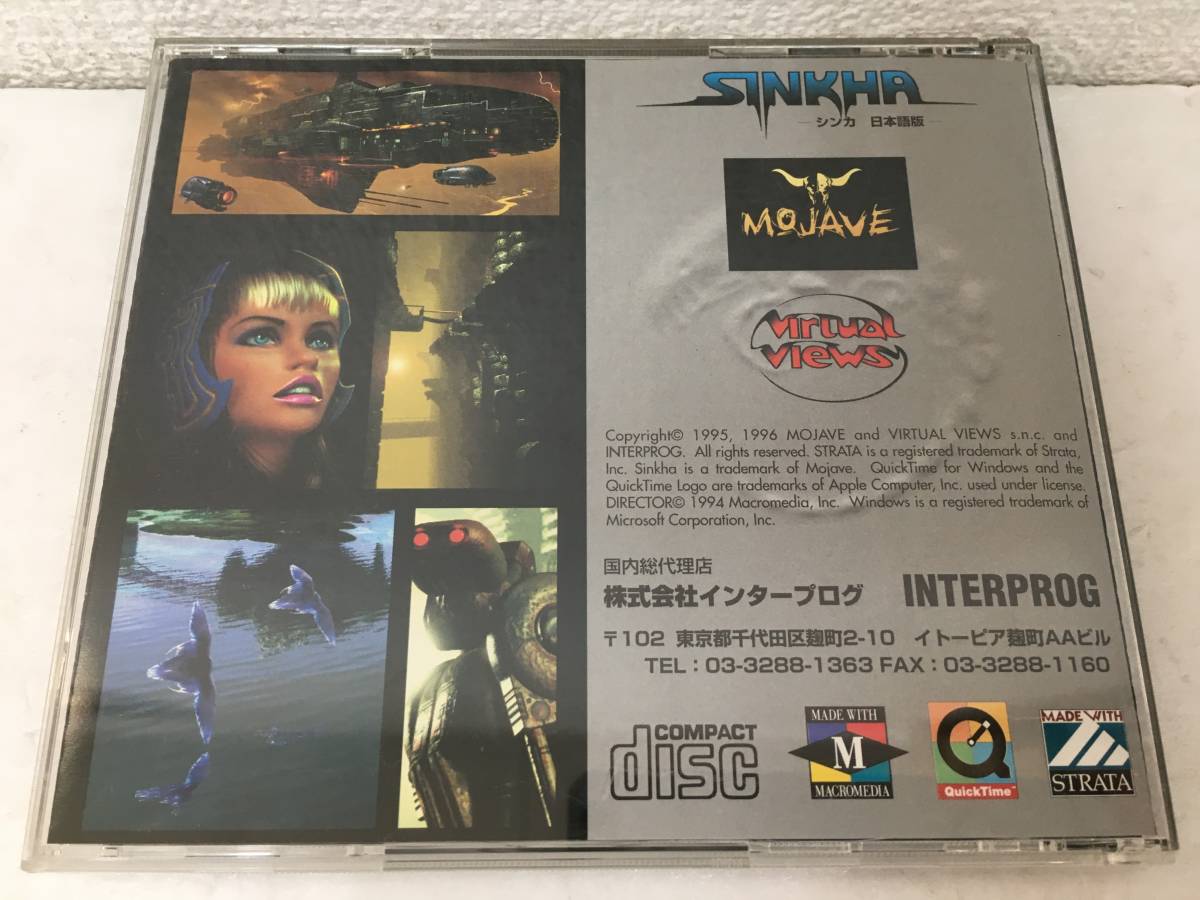 SINKHA
シンカ 日本語版
MOJAVE
Virtual
Views
Copyright© 1995, 1996 MOJAVE and VIRTUAL VIEWS s.n.c. and
INTERPROG. All rights reserved. STRATA is a registered trademark of Strata,
Inc. Sinkha is a trademark of Mojave. QuickTime for Windows and the
QuickTime Logo are trademarks of Apple Computer, Inc. used under license.
DIRECTOR© 1994 Macromedia, Inc. Windows is a registered trademark of
Microsoft Corporation, Inc.
国内総代理店
株式会社インタープログ INTERPROG
〒102 東京都千代田区麹町2-10 イトーピア麹町AAビル
TEL：03-3288-1363 FAX：03-3288-1160
COMPACT
disc
MADE WITH
M
MACROMEDIA
QuickTime™
MADE WITH
STRATA